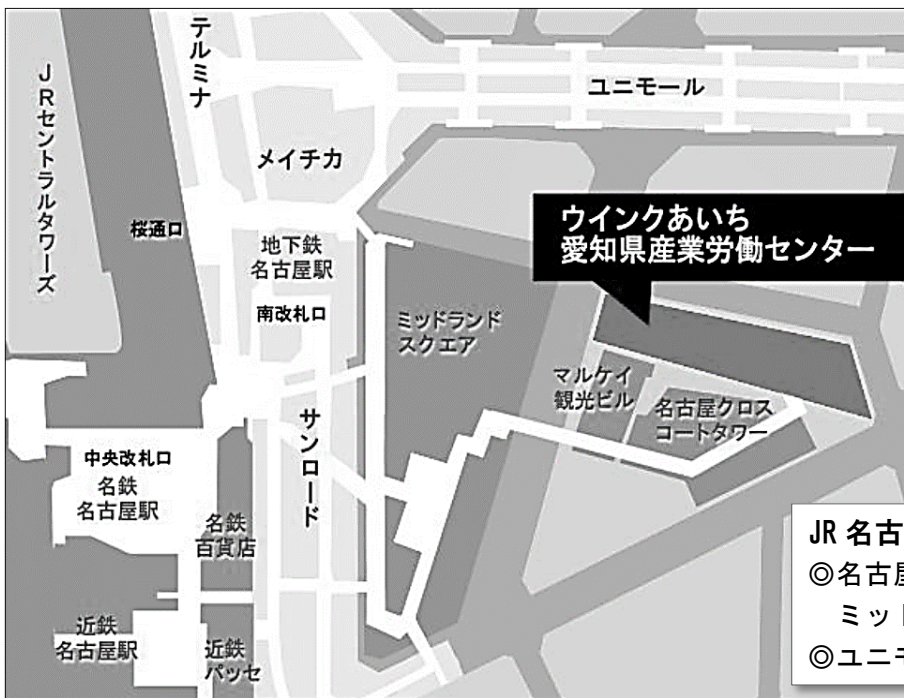 テルミナ
JRセントラルタワーズ
ユニモール
メイチカ
桜通口
地下鉄
名古屋駅
南改札口
ウインクあいち
愛知県産業労働センター
ミッドランド
スクエア
マルケイ
観光ビル
名古屋クロス
コートタワー
サンロード
中央改札口
名鉄
名古屋駅
名鉄
百貨店
近鉄
名古屋駅
近鉄
パッセ
JR 名古
◎名古屋
ミッド
◎ユニモ